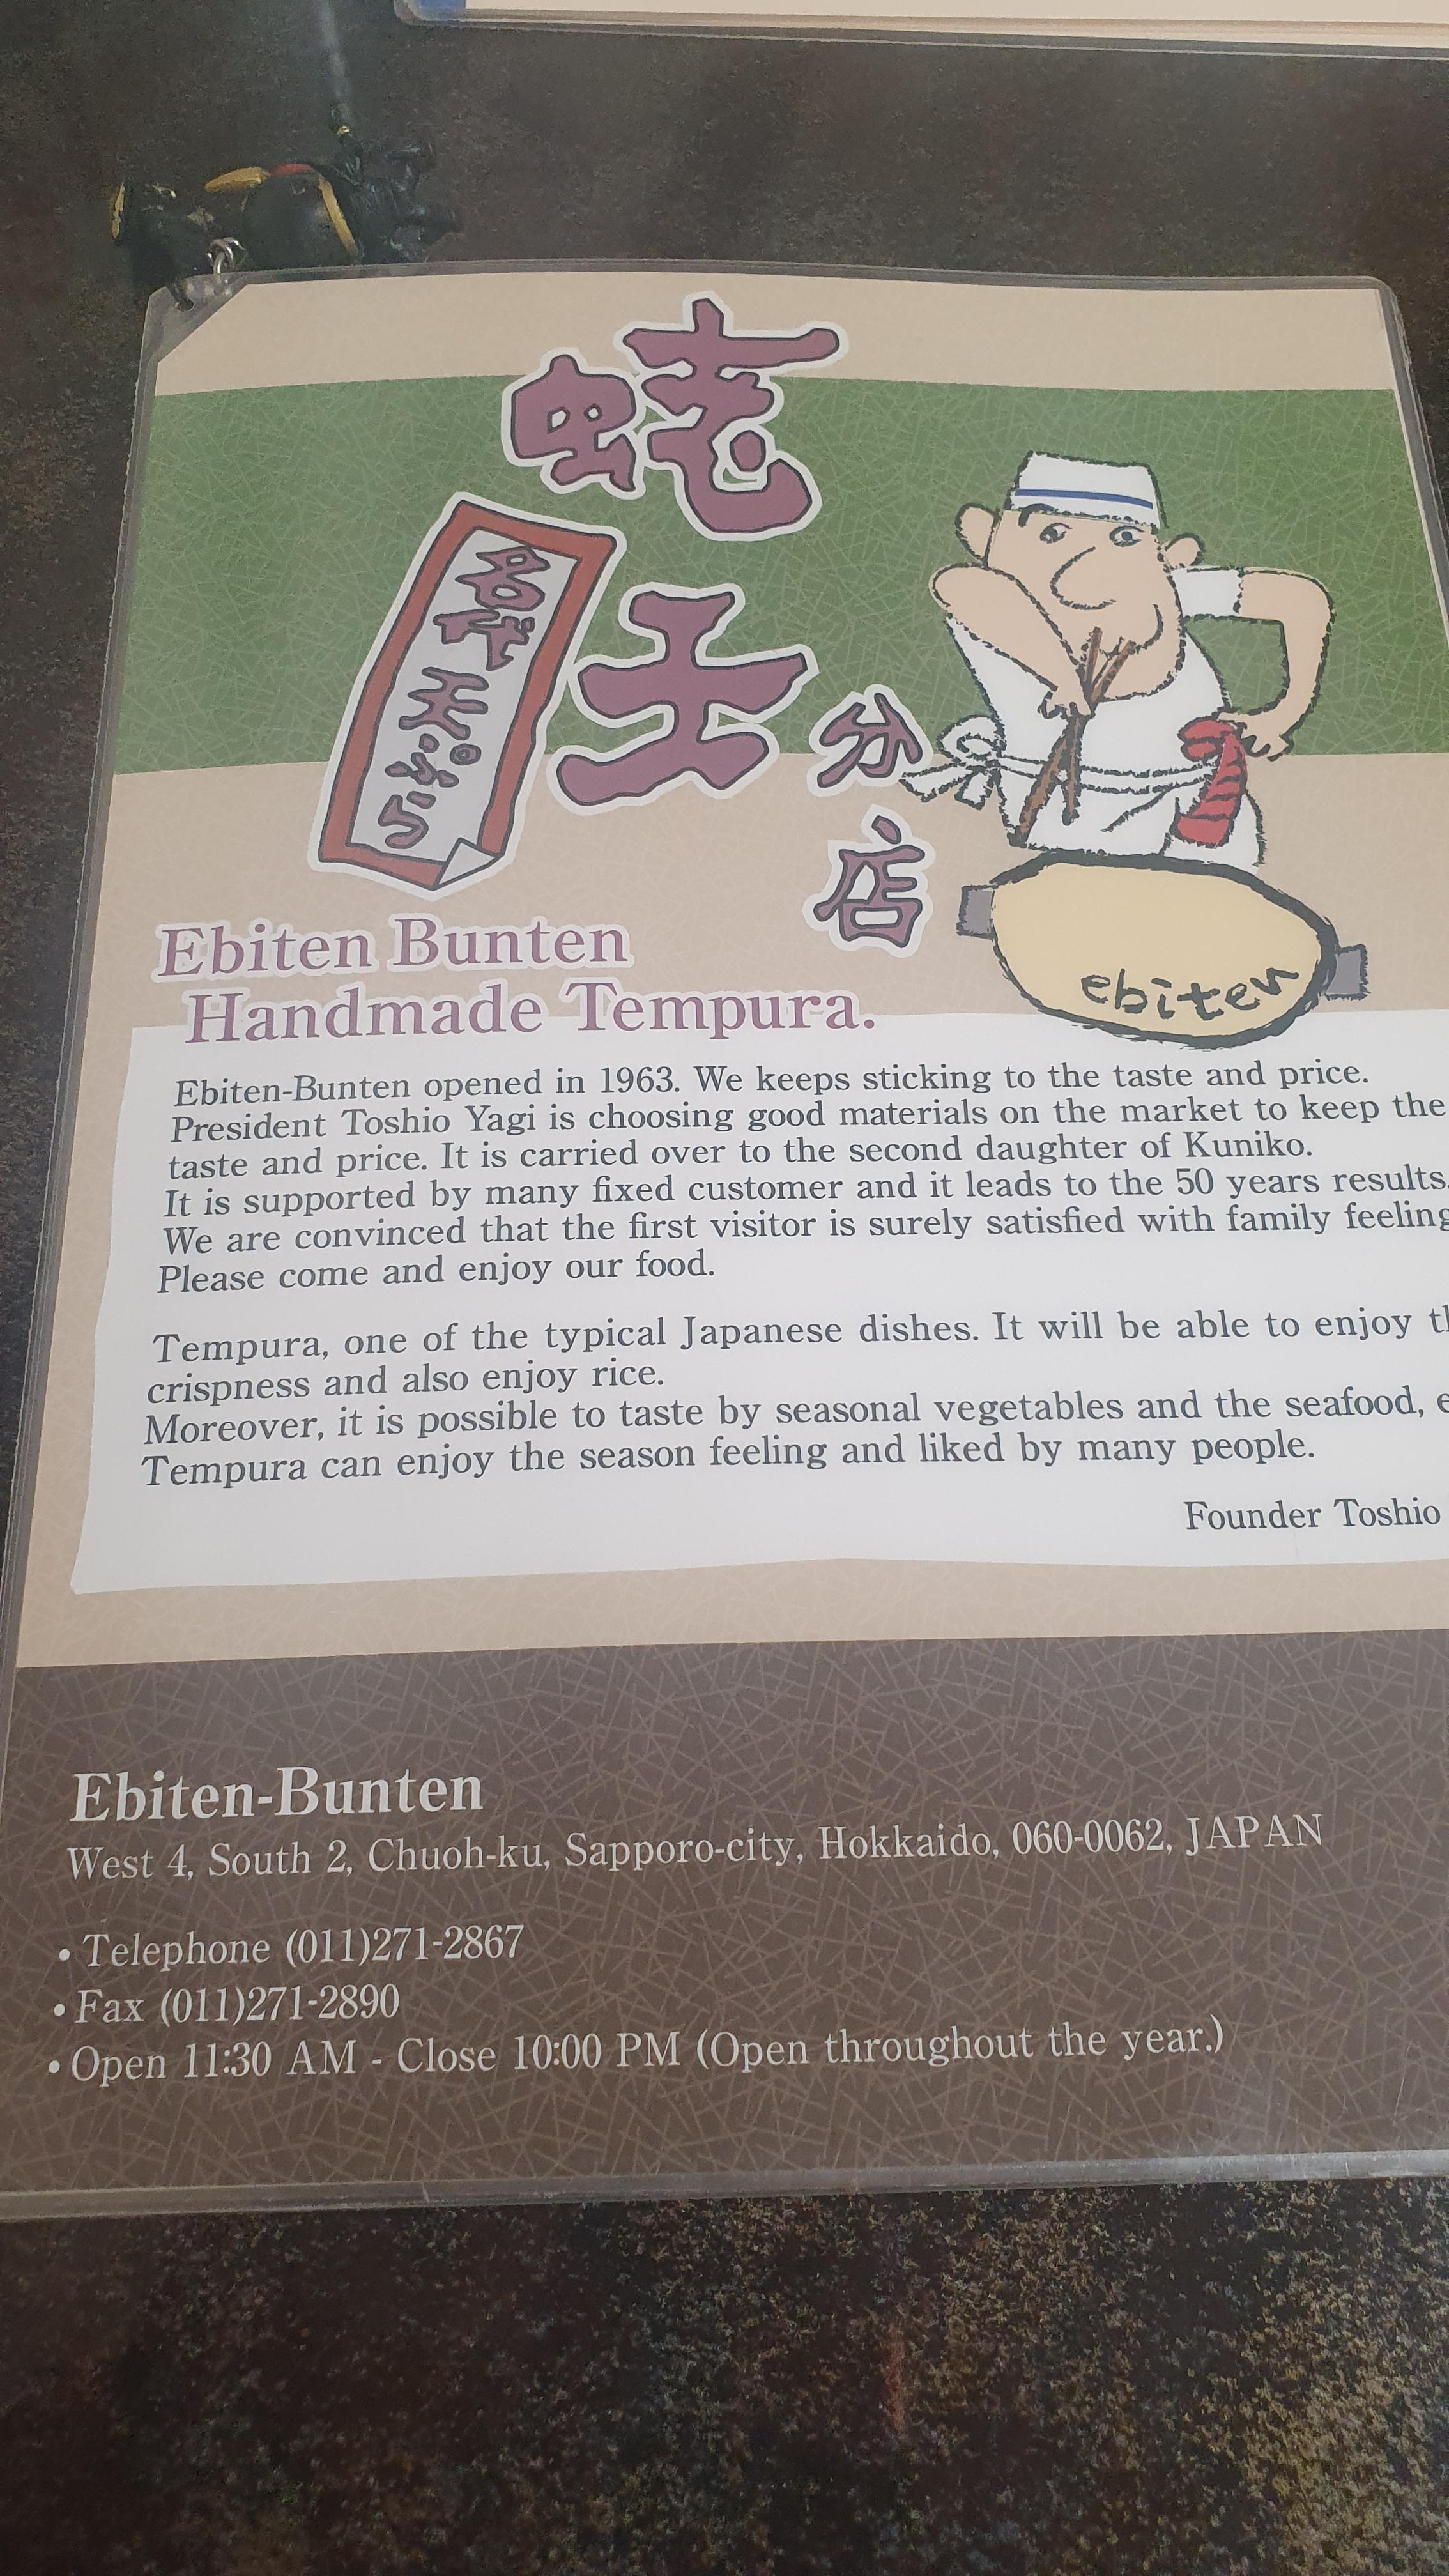 蛯天
分店
名代 天ぷら
Ebiten Bunten
Handmade Tempura.
ebiten
Ebiten-Bunten opened in 1963. We keeps sticking to the taste and price.
President Toshio Yagi is choosing good materials on the market to keep the
taste and price. It is carried over to the second daughter of Kuniko.
It is supported by many fixed customer and it leads to the 50 years results.
We are convinced that the first visitor is surely satisfied with family feeling
Please come and enjoy our food.
Tempura, one of the typical Japanese dishes. It will be able to enjoy
crispness and also enjoy rice.
Moreover, it is possible to taste by seasonal vegetables and the seafood,
Tempura can enjoy the season feeling and liked by many people.
Founder Toshio
Ebiten-Bunten
West 4, South 2, Chuoh-ku, Sapporo-city, Hokkaido, 060-0062, JAPAN
• Telephone (011)271-2867
• Fax (011)271-2890
• Open 11:30 AM - Close 10:00 PM (Open throughout the year.)